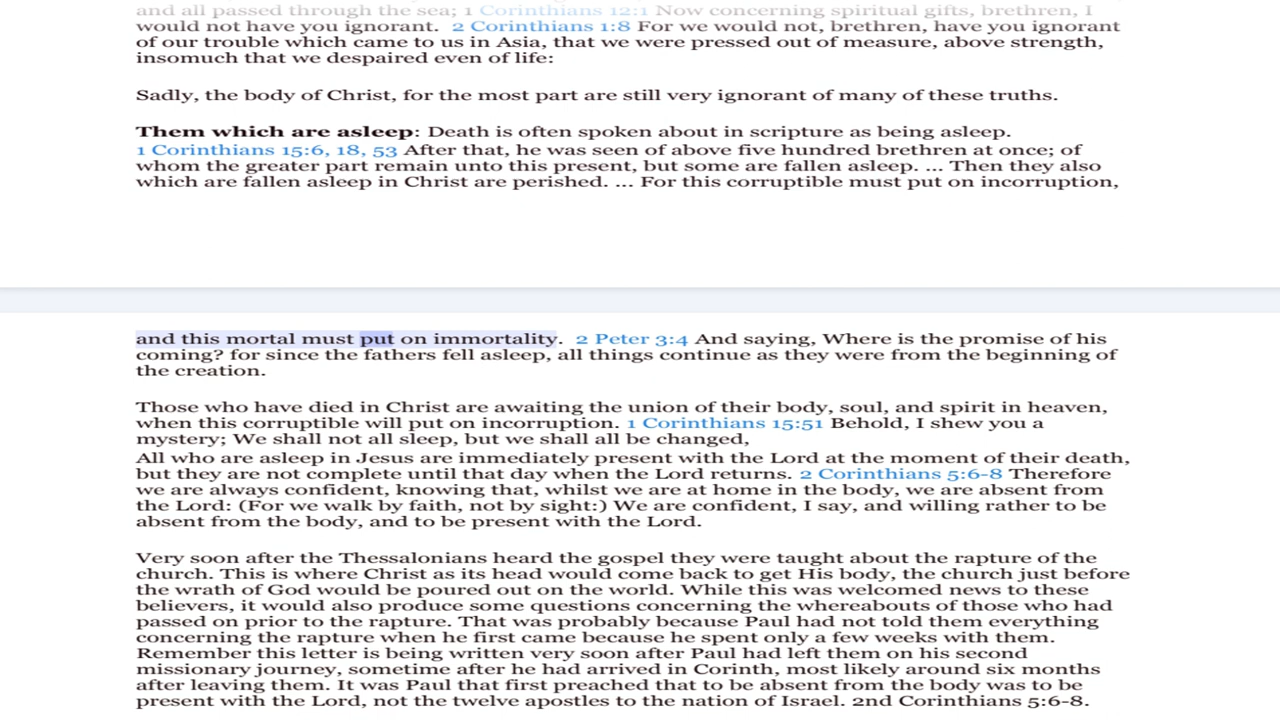 and all passed through the sea; 1 Corinthians 12:1 Now concerning spiritual gifts, brethren, I
would not have you ignorant. 2 Corinthians 1:8 For we would not, brethren, have you ignorant
of our trouble which came to us in Asia, that we were pressed out of measure, above strength,
insomuch that we despaired even of life:
Sadly, the body of Christ, for the most part are still very ignorant of many of these truths.
Them which are asleep: Death is often spoken about in scripture as being asleep.
1 Corinthians 15:6, 18, 53 After that, he was seen of above five hundred brethren at once; of
whom the greater part remain unto this present, but some are fallen asleep. ... Then they also
which are fallen asleep in Christ are perished. ... For this corruptible must put on incorruption,
and this mortal must put on immortality. 2 Peter 3:4 And saying, Where is the promise of his
coming? for since the fathers fell asleep, all things continue as they were from the beginning of
the creation.
Those who have died in Christ are awaiting the union of their body, soul, and spirit in heaven,
when this corruptible will put on incorruption. 1 Corinthians 15:51 Behold, I shew you a
mystery; We shall not all sleep, but we shall all be changed,
All who are asleep in Jesus are immediately present with the Lord at the moment of their death,
but they are not complete until that day when the Lord returns. 2 Corinthians 5:6-8 Therefore
we are always confident, knowing that, whilst we are at home in the body, we are absent from
the Lord: (For we walk by faith, not by sight:) We are confident, I say, and willing rather to be
absent from the body, and to be present with the Lord.
Very soon after the Thessalonians heard the gospel they were taught about the rapture of the
church. This is where Christ as its head would come back to get His body, the church just before
the wrath of God would be poured out on the world. While this was welcomed news to these
believers, it would also produce some questions concerning the whereabouts of those who had
passed on prior to the rapture. That was probably because Paul had not told them everything
concerning the rapture when he first came because he spent only a few weeks with them.
Remember this letter is being written very soon after Paul had left them on his second
missionary journey, sometime after he had arrived in Corinth, most likely around six months
after leaving them. It was Paul that first preached that to be absent from the body was to be
present with the Lord, not the twelve apostles to the nation of Israel. 2nd Corinthians 5:6-8.